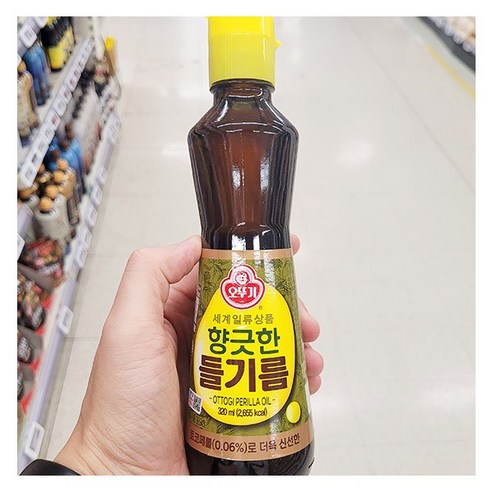 오뚜기
세계일류상품
향긋한
들기름
- OTTOGI PERILLA OIL -
320 ml (2,655 kcal)
토코페롤(0.06%)로 더욱 신선한